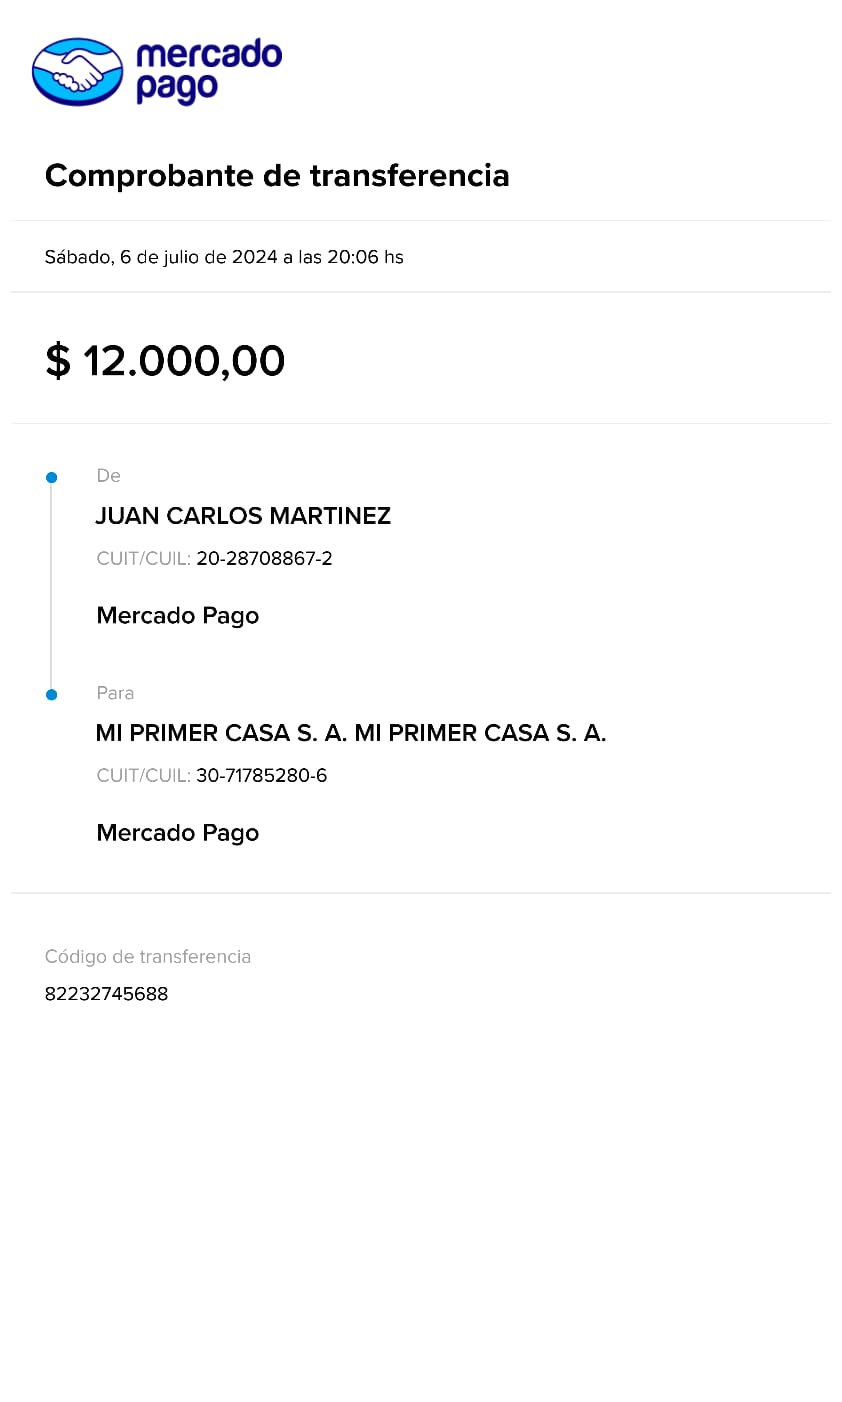 mercado
pago
Comprobante de transferencia
Sábado, 6 de julio de 2024 a las 20:06 hs
$ 12.000,00
De
JUAN CARLOS MARTINEZ
CUIT/CUIL: 20-28708867-2
Mercado Pago
Para
MI PRIMER CASA S. A. MI PRIMER CASA S. A.
CUIT/CUIL: 30-71785280-6
Mercado Pago
Código de transferencia
82232745688